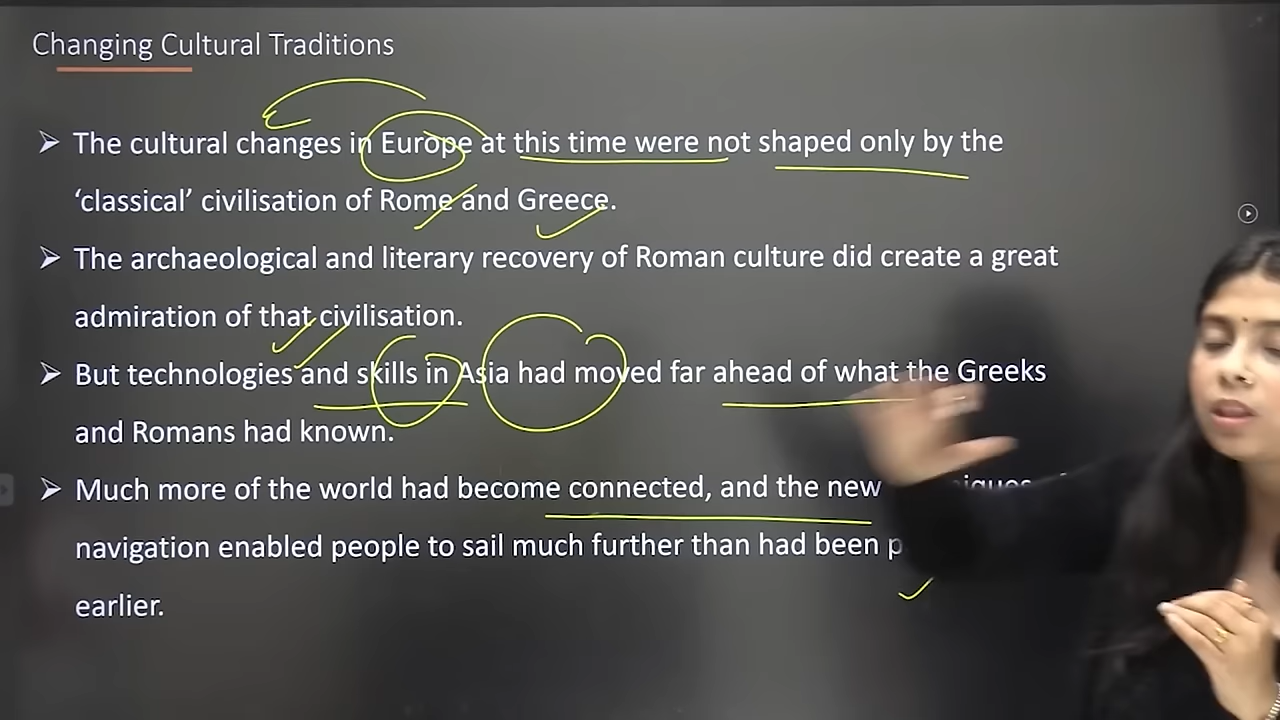 Changing Cultural Traditions
➢ The cultural changes in Europe at this time were not shaped only by the
‘classical’ civilisation of Rome and Greece.
➢ The archaeological and literary recovery of Roman culture did create a great
admiration of that civilisation.
➢ But technologies and skills in Asia had moved far ahead of what the Greeks
and Romans had known.
➢ Much more of the world had become connected, and the new
navigation enabled people to sail much further than had been
earlier.